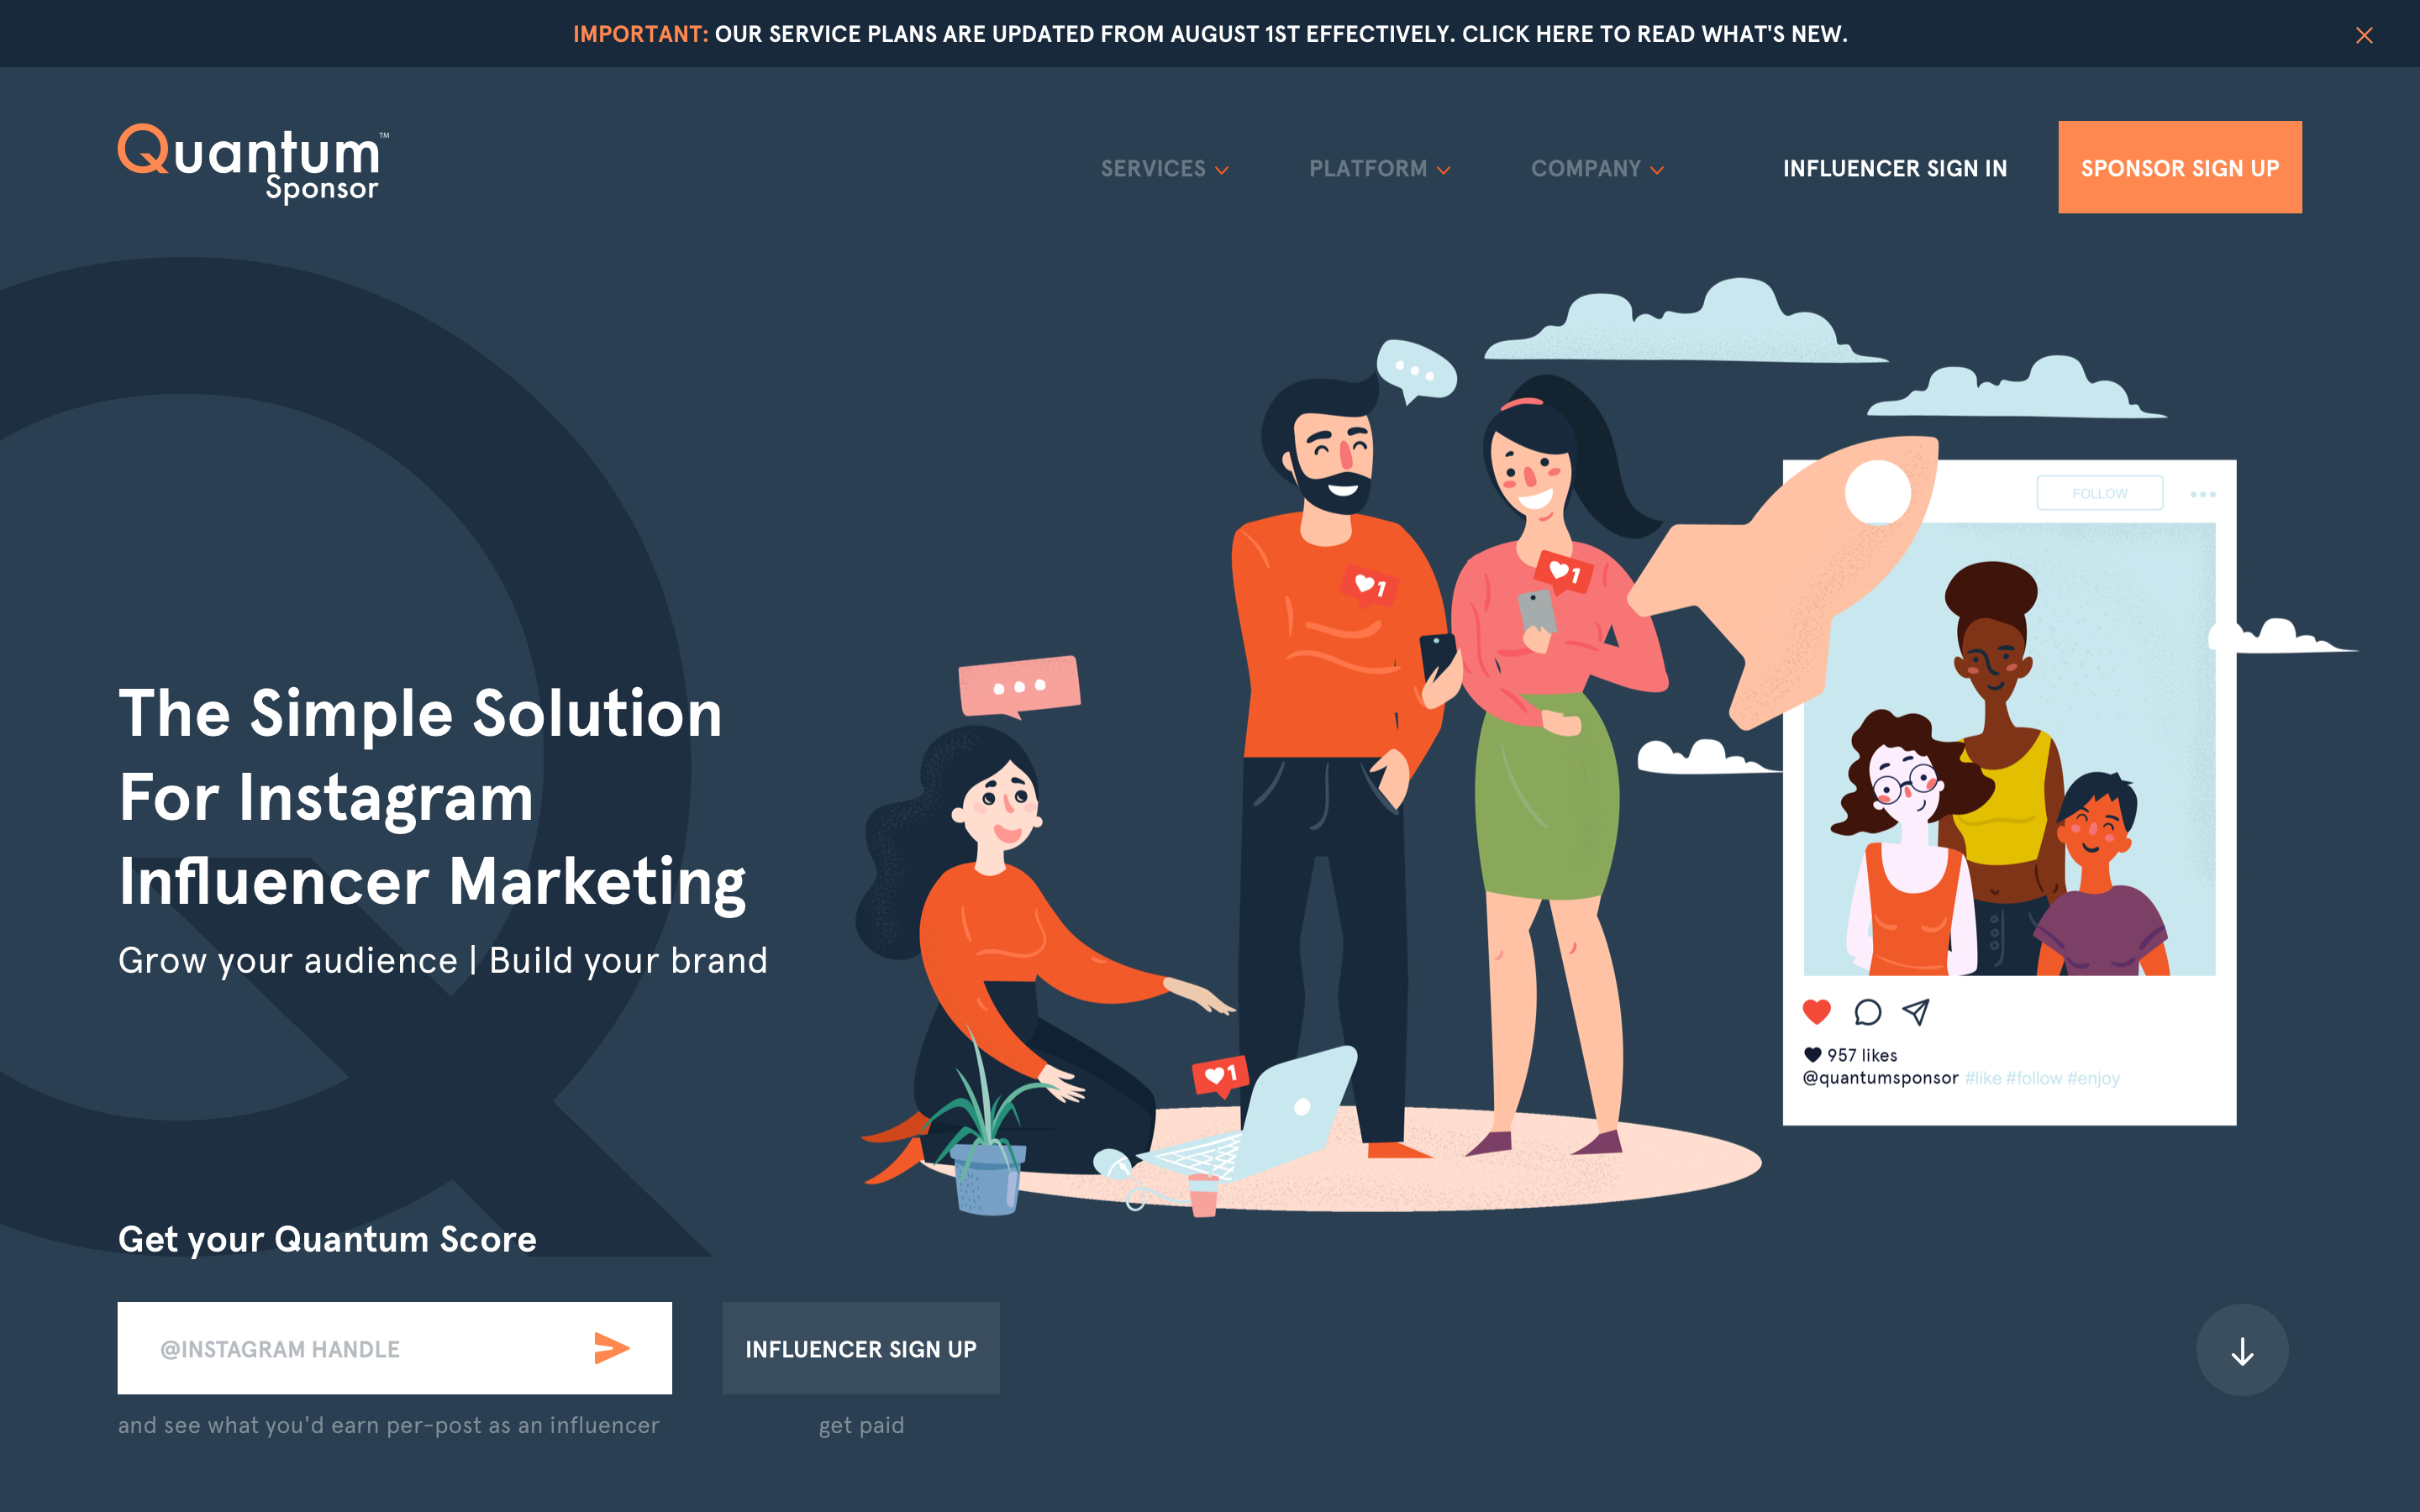 IMPORTANT: OUR SERVICE PLANS ARE UPDATED FROM AUGUST 1ST EFFECTIVELY. CLICK HERE TO READ WHAT'S NEW.
Quantum™
Sponsor
SERVICES
PLATFORM
COMPANY
INFLUENCER SIGN IN
SPONSOR SIGN UP
The Simple Solution
For Instagram
Influencer Marketing
Grow your audience | Build your brand
1
1
1
FOLLOW
957 likes
@quantumsponsor #like #follow #enjoy
Get your Quantum Score
@INSTAGRAM HANDLE
INFLUENCER SIGN UP
and see what you'd earn per-post as an influencer
get paid